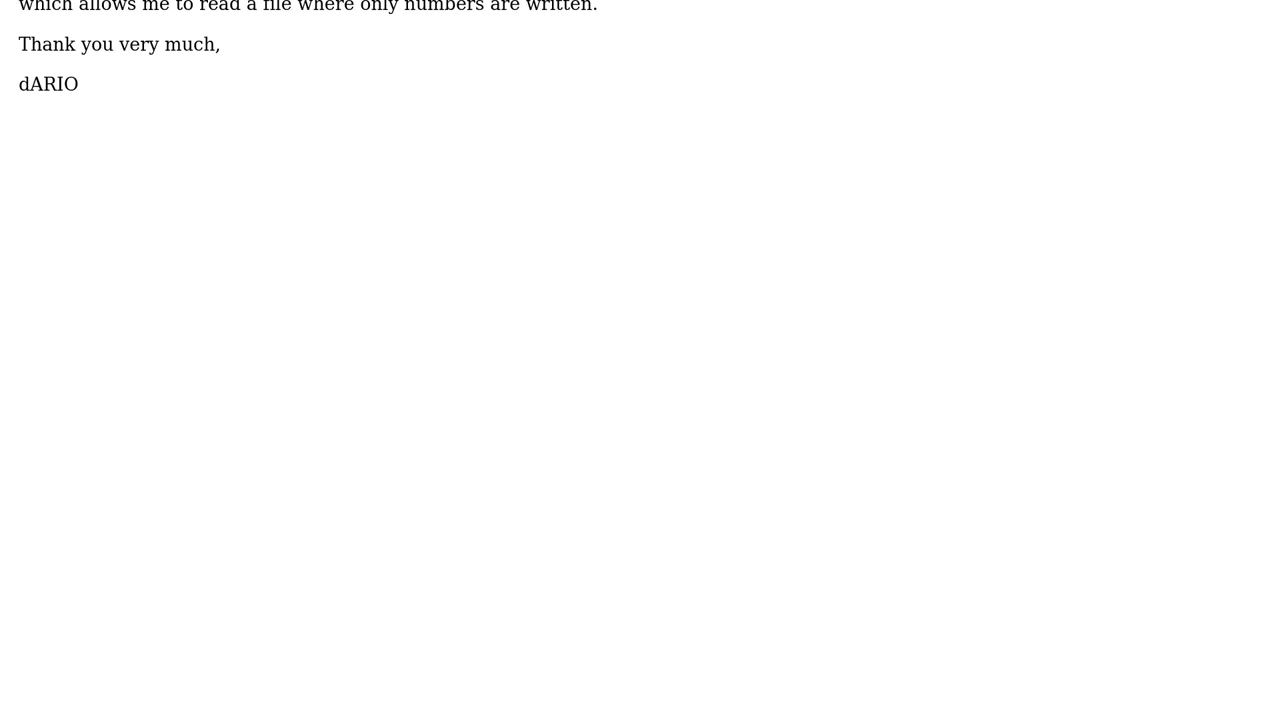 which allows me to read a file where only numbers are written.
Thank you very much,
dARIO